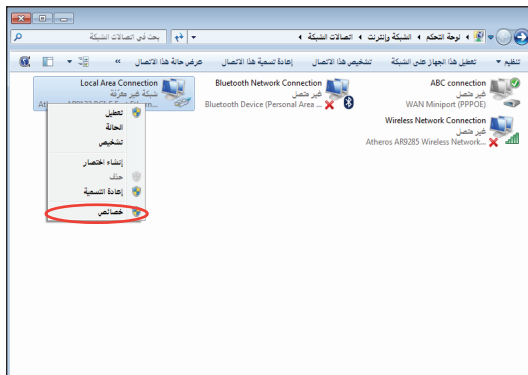 لوحة التحكم ◂ الشبكة وإنترنت ◂ اتصالات الشبكة ◂
بحث في اتصالات الشبكة
تنظيم
تعطيل هذا الجهاز على الشبكة
تشخيص هذا الاتصال
إعادة تسمية هذا الاتصال
عرض حالة هذا الاتصال
»
ABC connection
غير متصل
WAN Miniport (PPPOE)
Bluetooth Network Connection
غير متصل
Bluetooth Device (Personal Area ...
Local Area Connection
شبكة غير معرّفة
Wireless Network Connection
غير متصل
Atheros AR9285 Wireless Network...
تعطيل
الحالة
تشخيص
إنشاء اختصار
حذف
إعادة التسمية
خصائص